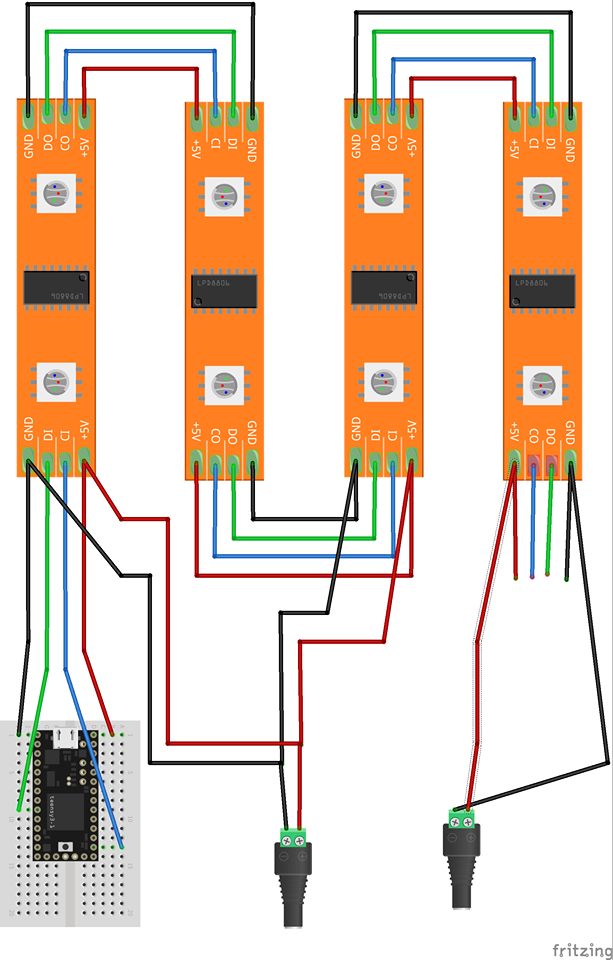 GND DO CO +5V
+5V CI DI GND
GND DO CO +5V
+5V CI DI GND
LPD8806
LPD8806
LPD8806
LPD8806
GND DI CI +5V
+5V CO DO GND
GND DI CI +5V
+5V CO DO GND
teensy3.1
fritzing